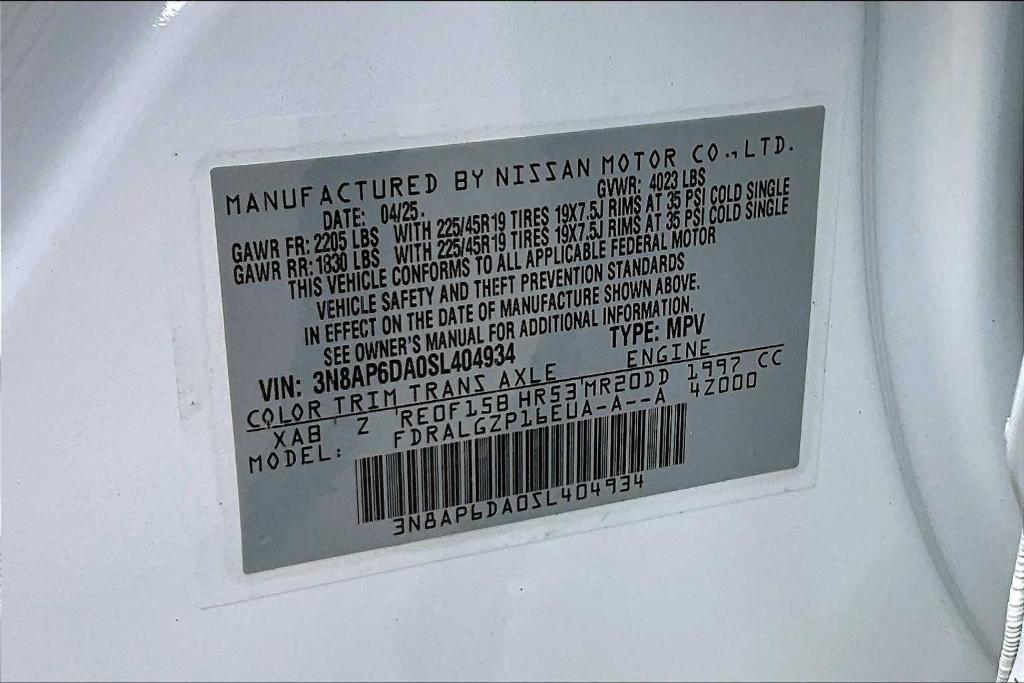 MANUFACTURED BY NISSAN MOTOR CO.,LTD.
DATE: 04/25. GVWR: 4023 LBS
GAWR FR: 2205 LBS WITH 225/45R19 TIRES 19X7.5J RIMS AT 35 PSI COLD SINGLE
GAWR RR: 1830 LBS WITH 225/45R19 TIRES 19X7.5J RIMS AT 35 PSI COLD SINGLE
THIS VEHICLE CONFORMS TO ALL APPLICABLE FEDERAL MOTOR
VEHICLE SAFETY AND THEFT PREVENTION STANDARDS
IN EFFECT ON THE DATE OF MANUFACTURE SHOWN ABOVE.
SEE OWNER'S MANUAL FOR ADDITIONAL INFORMATION.
VIN: 3N8AP6DA0SL404934 TYPE: MPV
COLOR TRIM TRANS AXLE ENGINE
XAB Z RE0F15B HR53 MR20DD 1997 CC
MODEL: FDRALGZP16EUA-A--A 4Z000
3N8AP6DA0SL404934